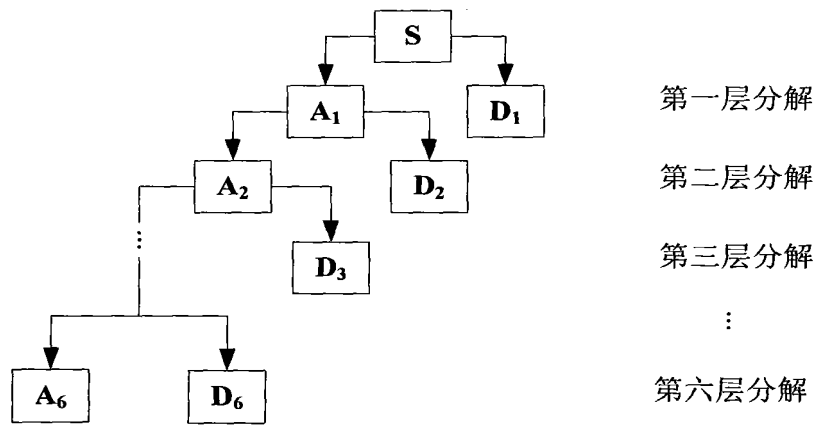 S
A₁ D₁ 第一层分解
A₂ D₂ 第二层分解
⋮ D₃ 第三层分解
⋮
A₆ D₆ 第六层分解